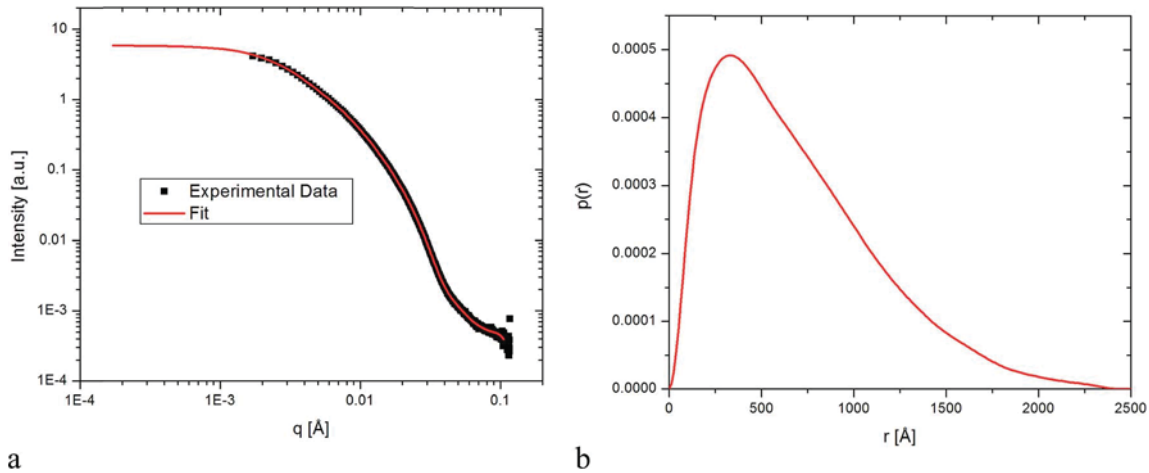 Intensity [a.u.]
10
1
0.1
0.01
1E-3
1E-4
Experimental Data
Fit
1E-4 1E-3 0.01 0.1
q [Å]
a
p(r)
0.0005
0.0004
0.0003
0.0002
0.0001
0.0000
0 500 1000 1500 2000 2500
r [Å]
b